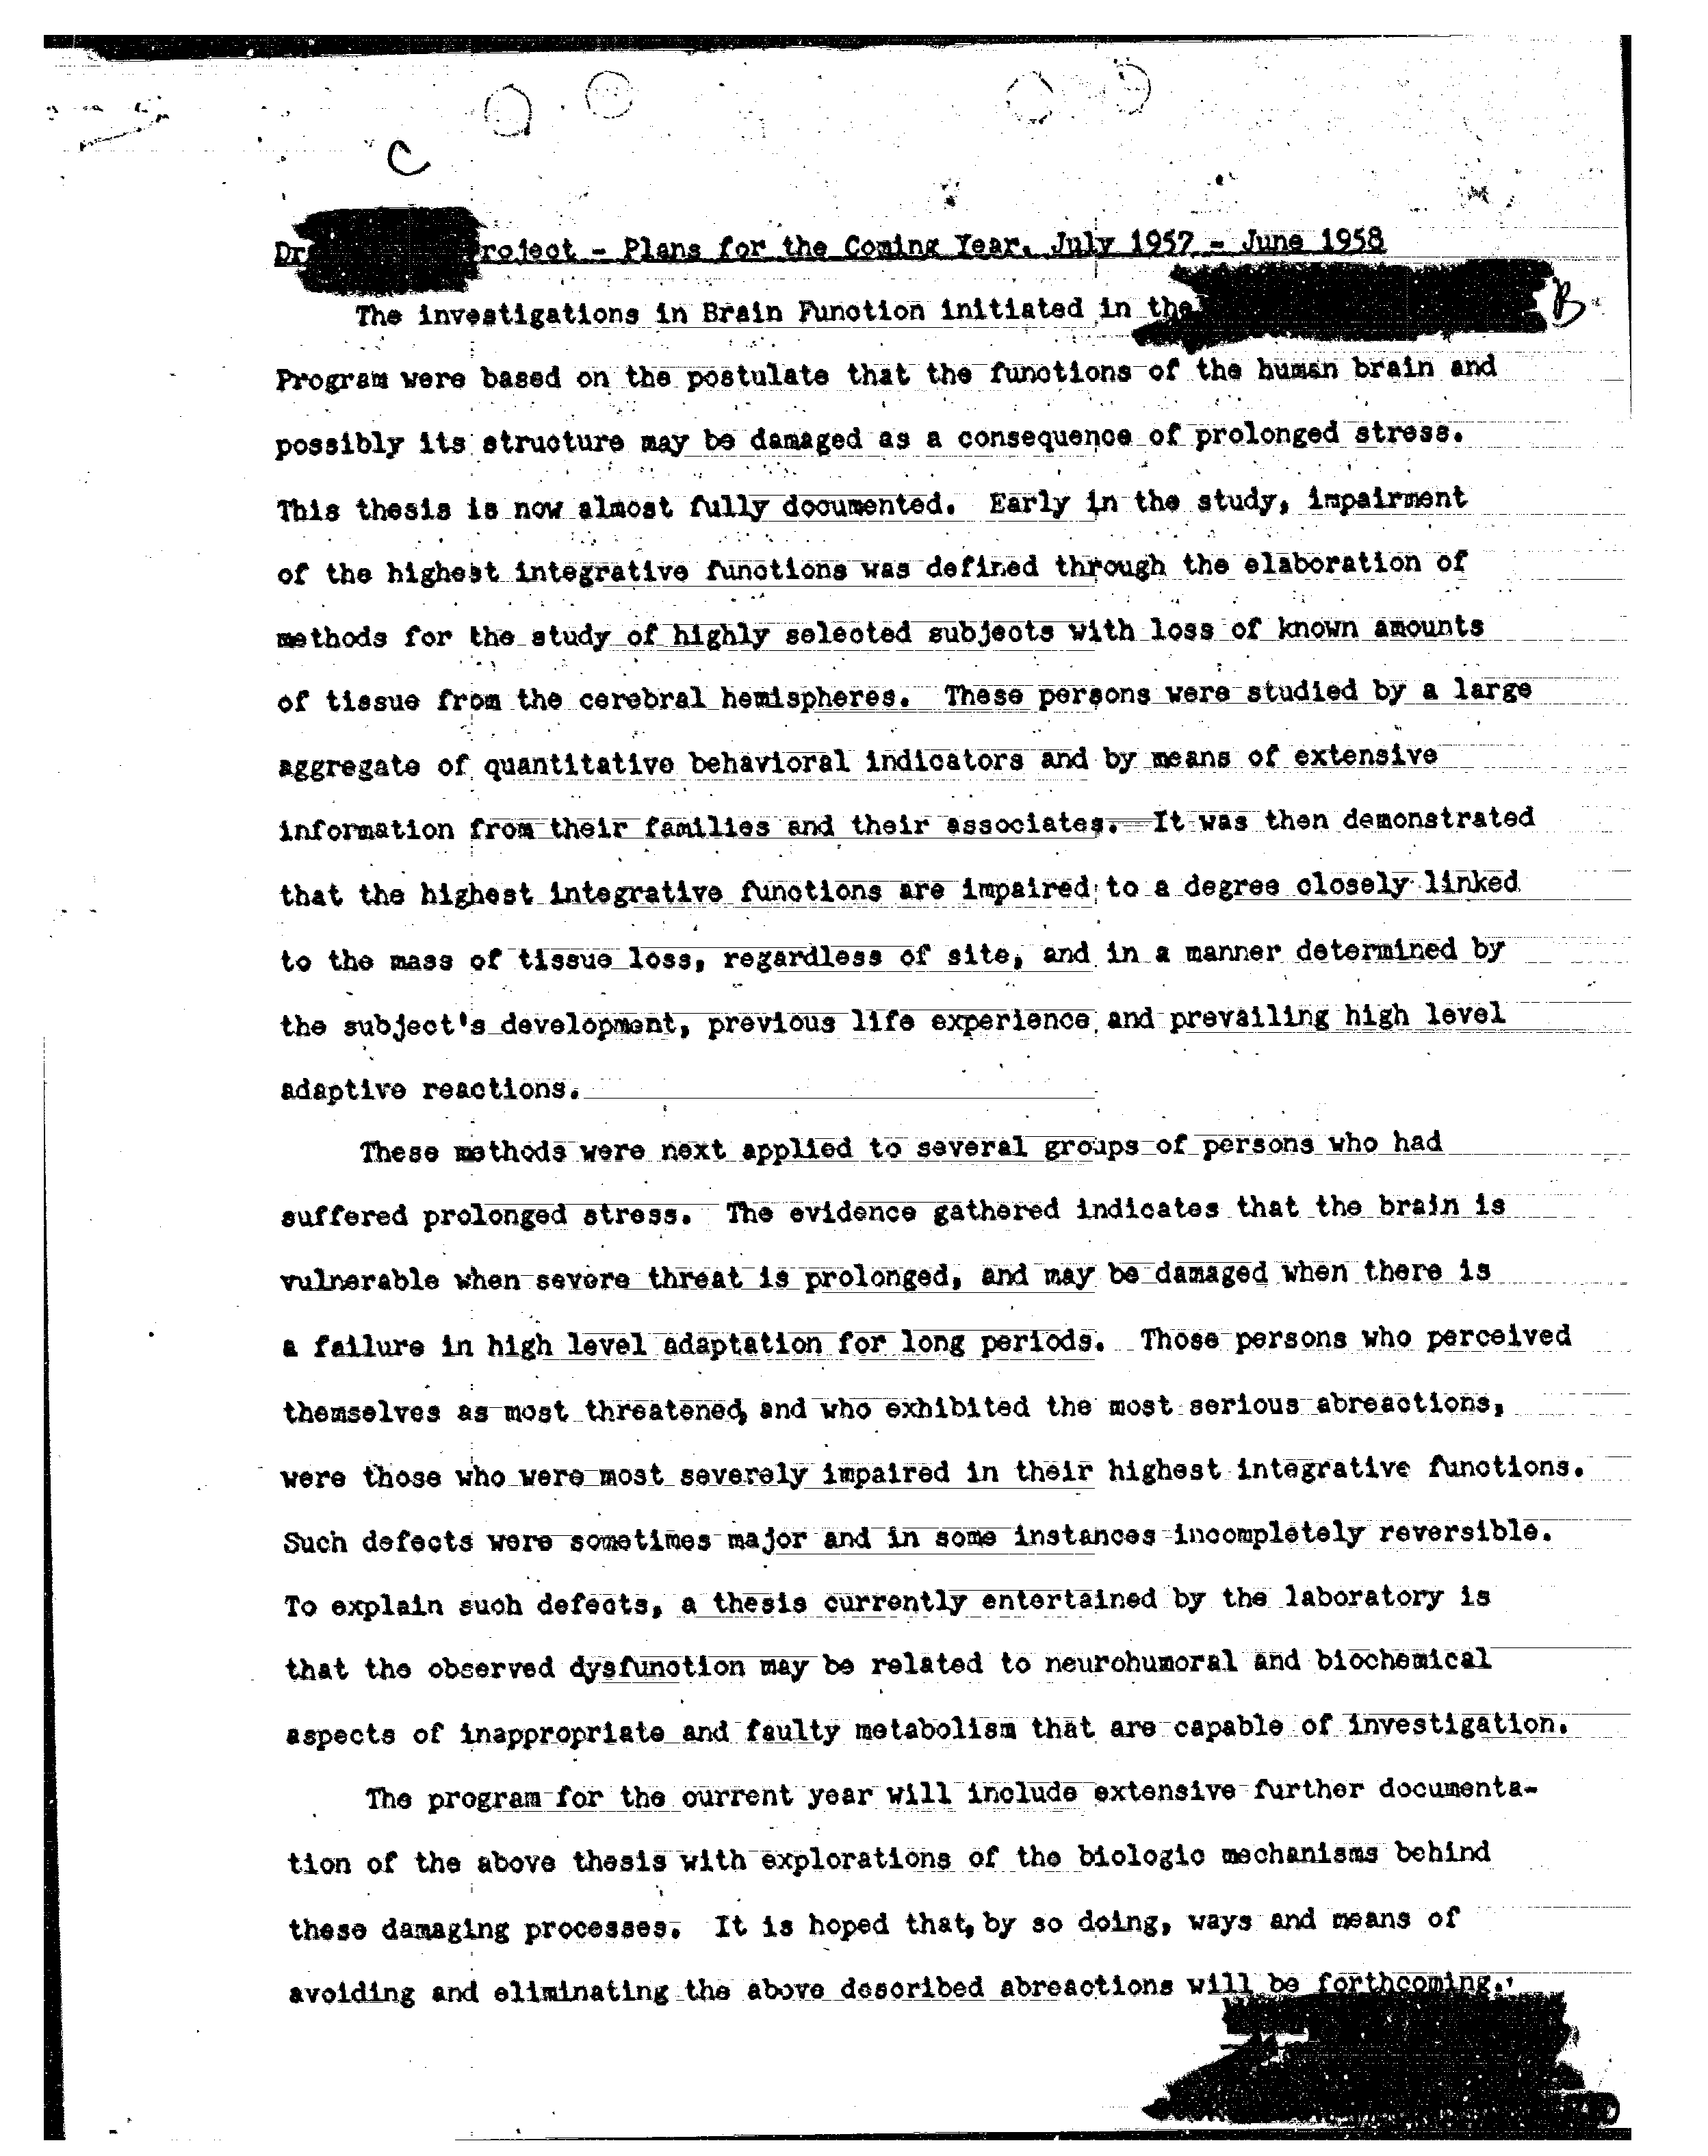 C
Dr roject - Plans for the Coming Year, July 1957 - June 1958
The investigations in Brain Function initiated in the B
Program were based on the postulate that the functions of the human brain and
possibly its structure may be damaged as a consequence of prolonged stress.
This thesis is now almost fully documented. Early in the study, impairment
of the highest integrative functions was defined through the elaboration of
methods for the study of highly selected subjects with loss of known amounts
of tissue from the cerebral hemispheres. These persons were studied by a large
aggregate of quantitative behavioral indicators and by means of extensive
information from their families and their associates. It was then demonstrated
that the highest integrative functions are impaired to a degree closely linked
to the mass of tissue loss, regardless of site, and in a manner determined by
the subject's development, previous life experience and prevailing high level
adaptive reactions.
These methods were next applied to several groups of persons who had
suffered prolonged stress. The evidence gathered indicates that the brain is
vulnerable when severe threat is prolonged, and may be damaged when there is
a failure in high level adaptation for long periods. Those persons who perceived
themselves as most threatened, and who exhibited the most serious abreactions,
were those who were most severely impaired in their highest integrative functions.
Such defects were sometimes major and in some instances incompletely reversible.
To explain such defects, a thesis currently entertained by the laboratory is
that the observed dysfunction may be related to neurohumoral and biochemical
aspects of inappropriate and faulty metabolism that are capable of investigation.
The program for the current year will include extensive further documenta-
tion of the above thesis with explorations of the biologic mechanisms behind
these damaging processes. It is hoped that, by so doing, ways and means of
avoiding and eliminating the above described abreactions will be forthcoming.